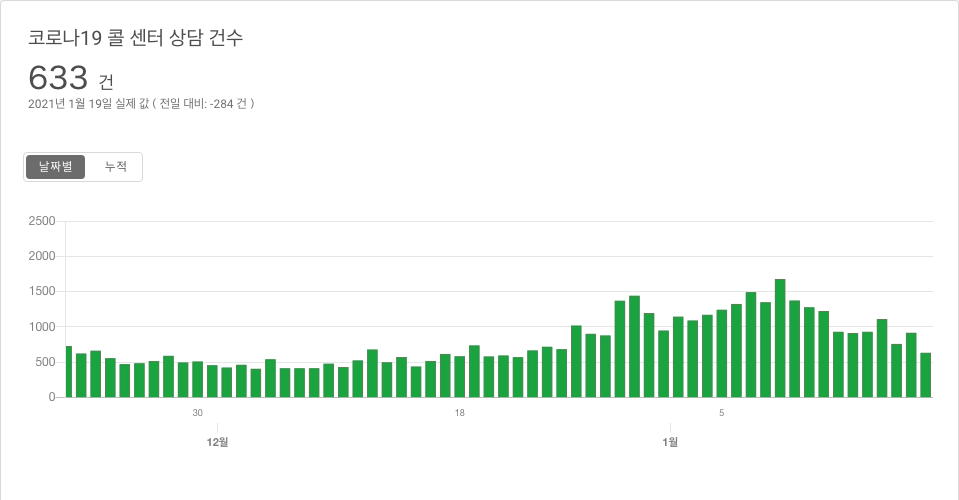 코로나19 콜 센터 상담 건수
633 건
2021년 1월 19일 실제 값 ( 전일 대비: -284 건 )
날짜별 누적
2500
2000
1500
1000
500
0
30 18 5
12월 1월